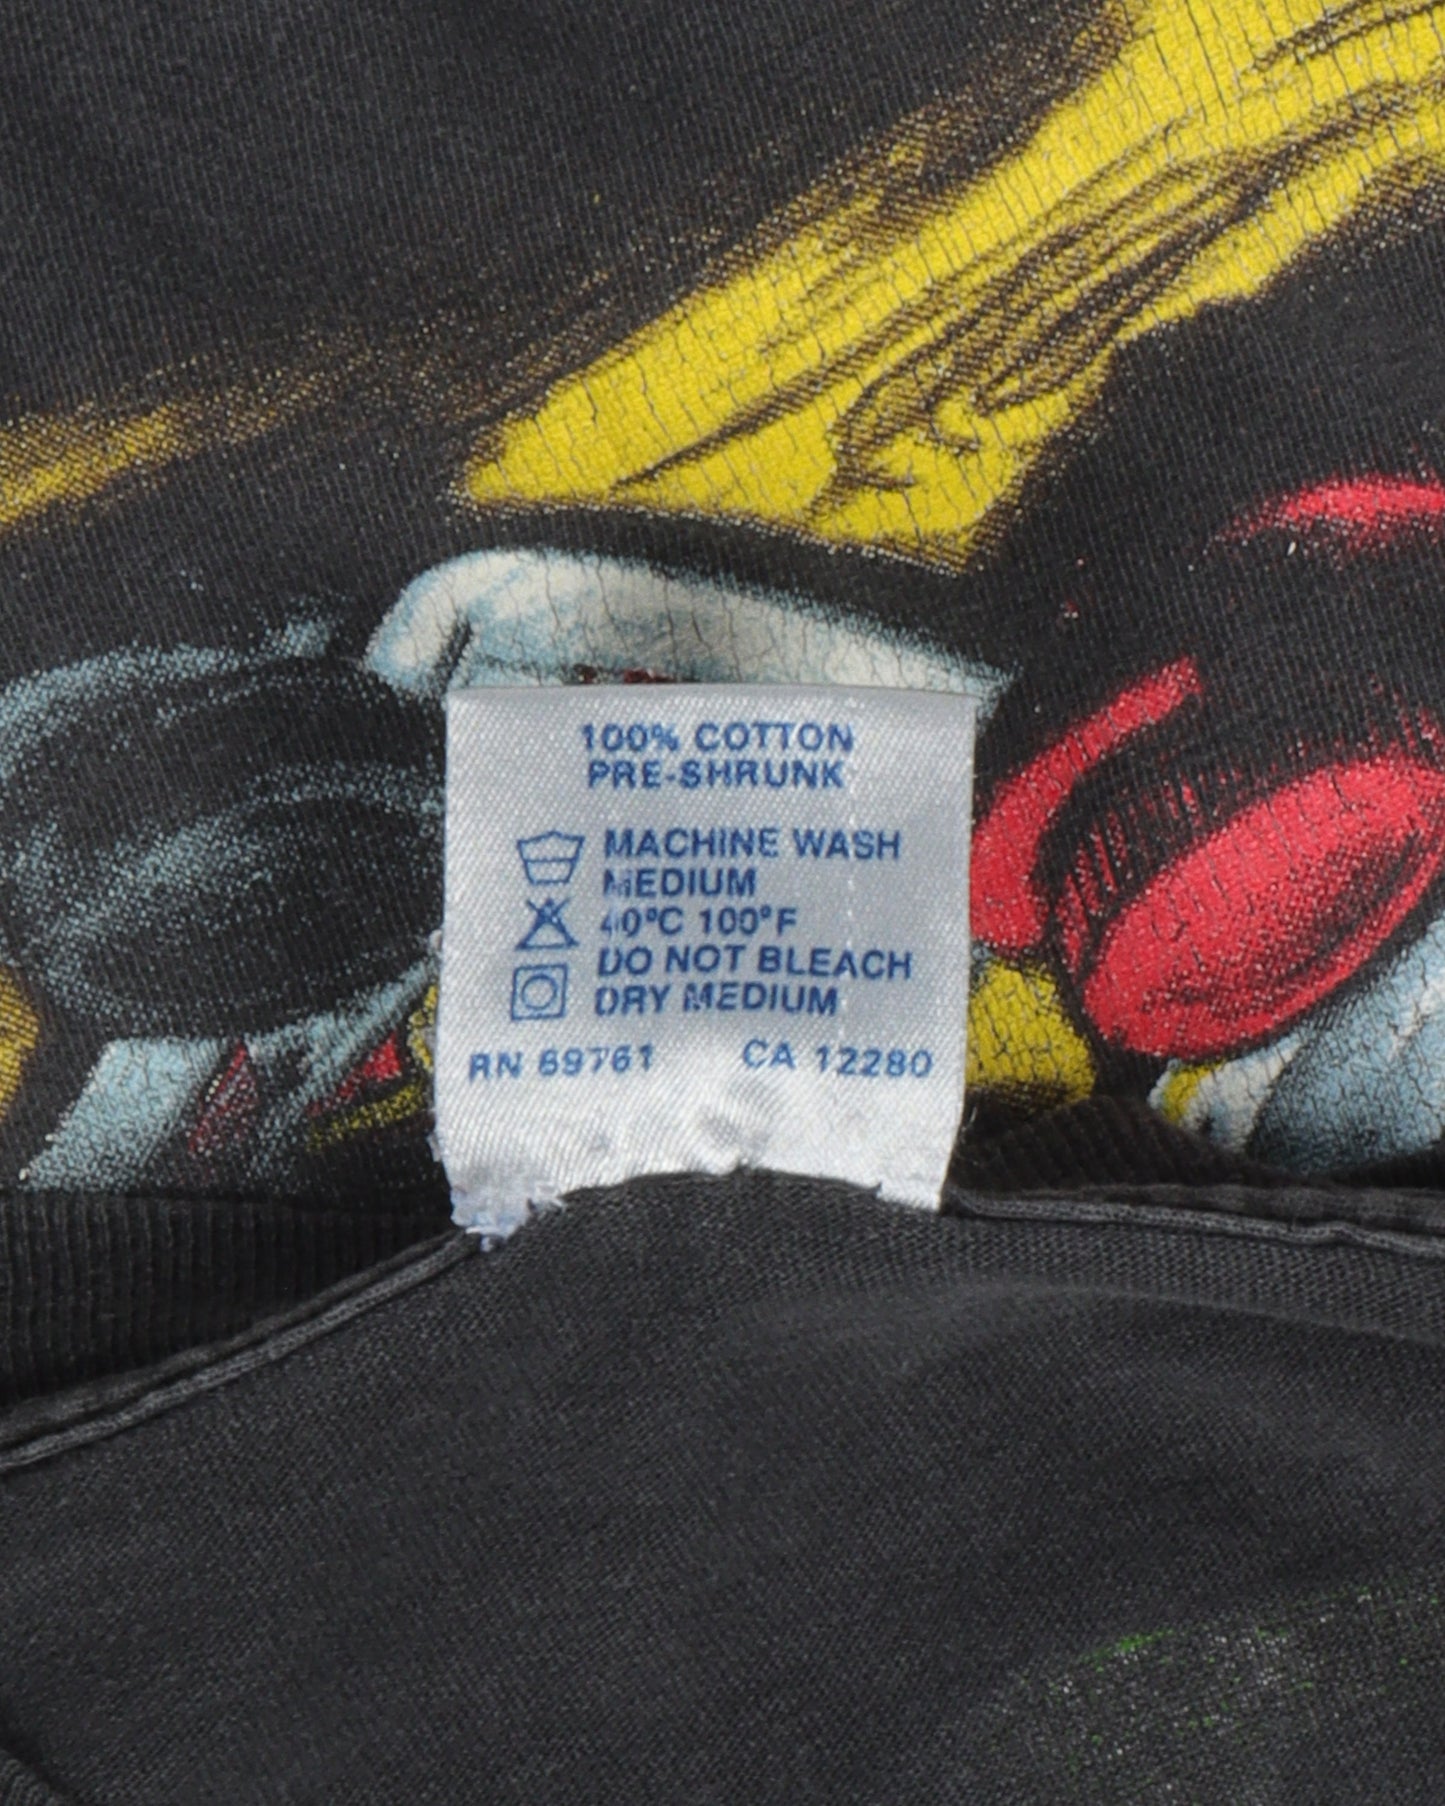 100% COTTON
PRE-SHRUNK
MACHINE WASH
MEDIUM
40°C 100°F
DO NOT BLEACH
DRY MEDIUM
RN 69761 CA 12280